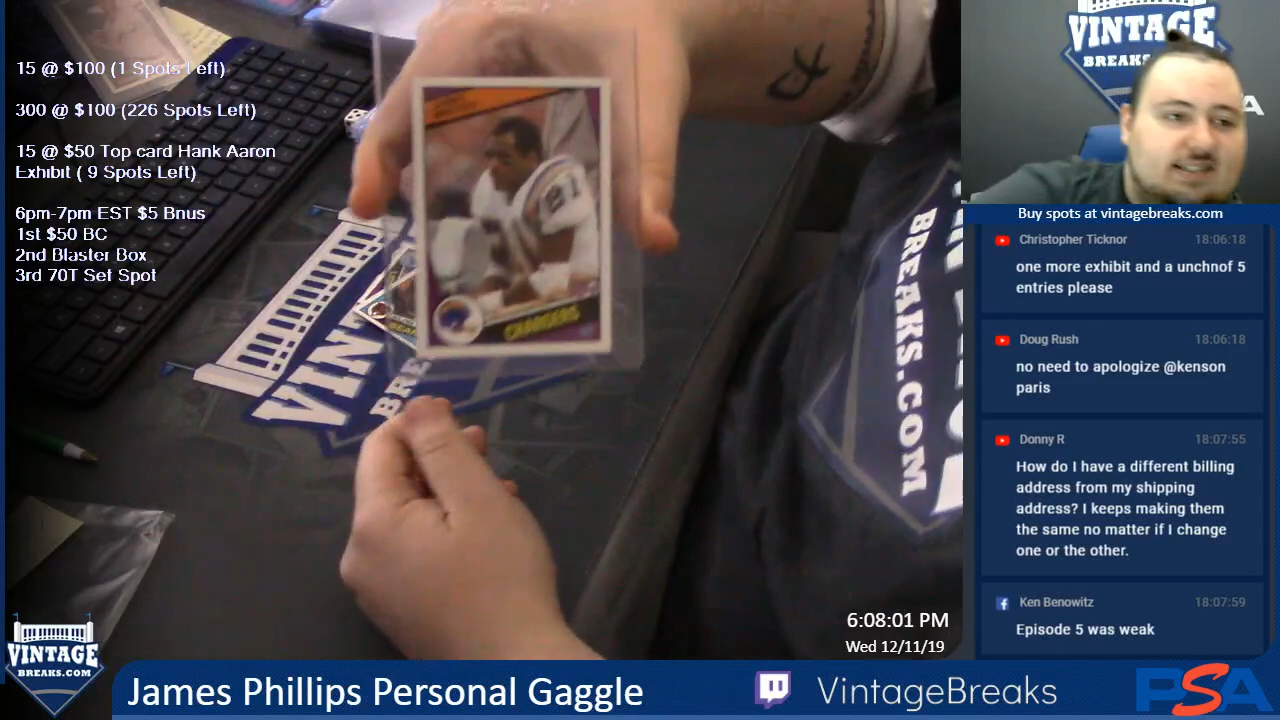 15 @ $100 (1 Spots Left)
300 @ $100 (226 Spots Left)
15 @ $50 Top card Hank Aaron
Exhibit ( 9 Spots Left)
6pm-7pm EST $5 Bnus
1st $50 BC
2nd Blaster Box
3rd 70T Set Spot
CHARGERS
VIN
BRE
BREAKS.COM
VINTAGE
BREAKS
A
Buy spots at vintagebreaks.com
Christopher Ticknor 18:06:18
one more exhibit and a unchnof 5
entries please
Doug Rush 18:06:18
no need to apologize @kenson
paris
Donny R 18:07:55
How do I have a different billing
address from my shipping
address? I keeps making them
the same no matter if I change
one or the other.
Ken Benowitz 18:07:59
Episode 5 was weak
6:08:01 PM
Wed 12/11/19
VINTAGE
BREAKS.COM
James Phillips Personal Gaggle
VintageBreaks
PSA